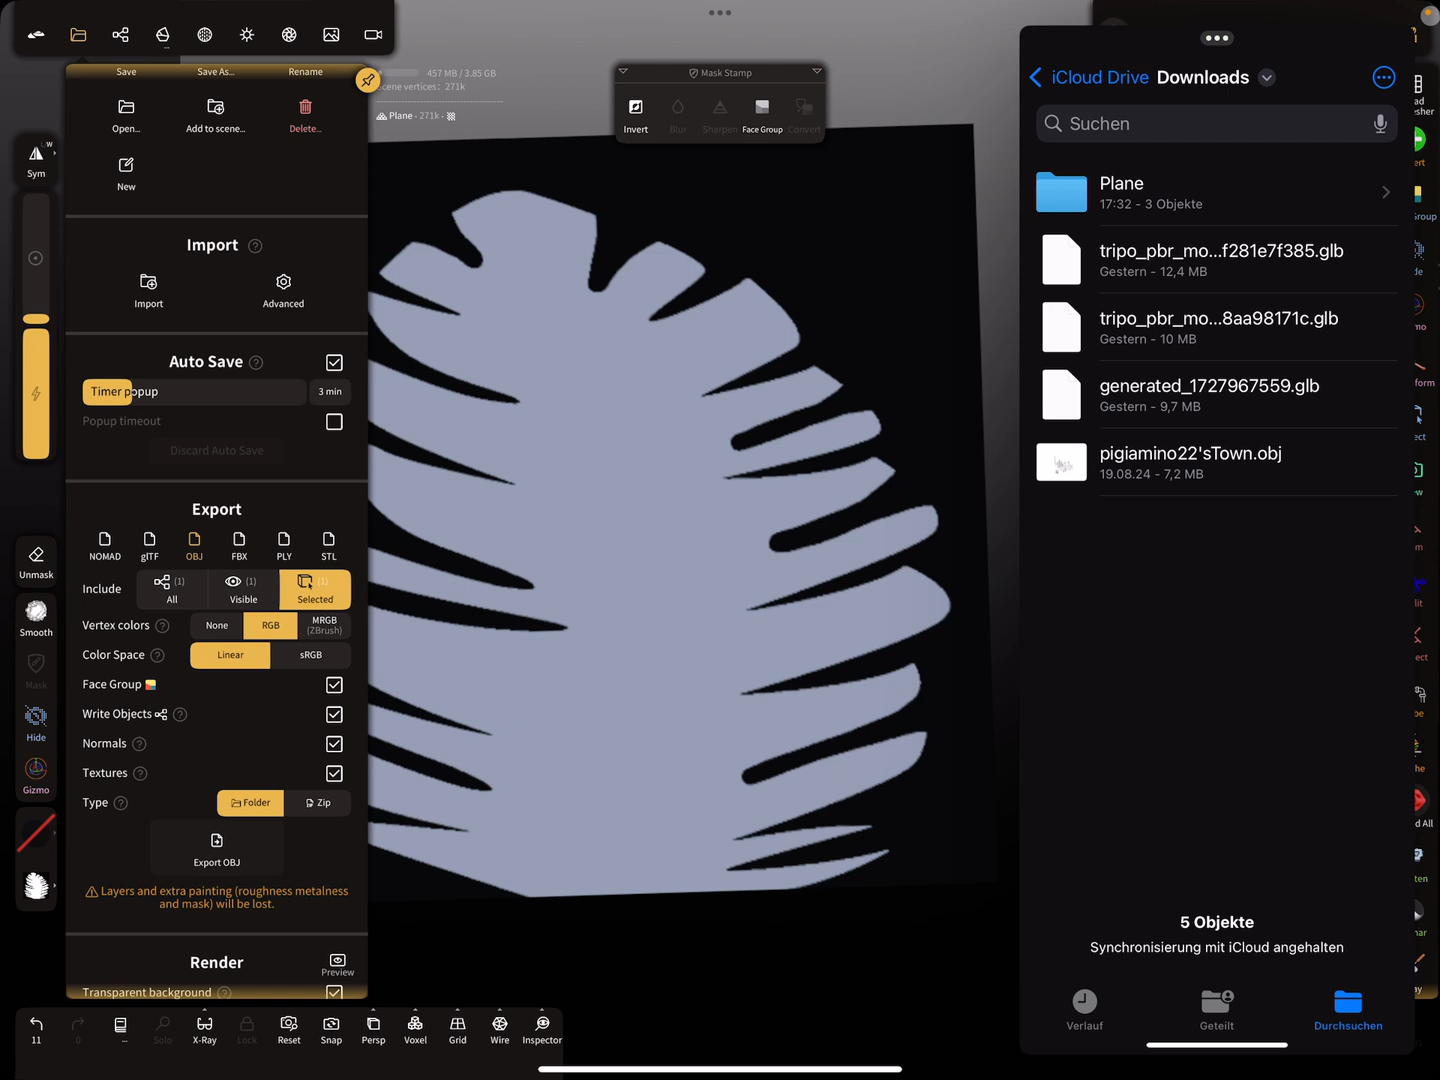 Save
Save As...
Rename
Open...
Add to scene...
Delete...
New
Import
Import
Advanced
Auto Save
Timer popup
3 min
Popup timeout
Discard Auto Save
Export
NOMAD
glTF
OBJ
FBX
PLY
STL
Include
(1)
All
(1)
Visible
(1)
Selected
Vertex colors
None
RGB
MRGB
(ZBrush)
Color Space
Linear
sRGB
Face Group
Write Objects
Normals
Textures
Type
Folder
Zip
Export OBJ
Layers and extra painting (roughness metalness
and mask) will be lost.
Render
Preview
Transparent background
457 MB / 3.85 GB
cene vertices: 271k
Plane - 271k -
Mask Stamp
Invert
Blur
Sharpen
Face Group
Convert
Sym
Unmask
Smooth
Mask
Hide
Gizmo
11
0
...
Solo
X-Ray
Lock
Reset
Snap
Persp
Voxel
Grid
Wire
Inspector
iCloud Drive
Downloads
Suchen
Plane
17:32 - 3 Objekte
tripo_pbr_mo...f281e7f385.glb
Gestern - 12,4 MB
tripo_pbr_mo...8aa98171c.glb
Gestern - 10 MB
generated_1727967559.glb
Gestern - 9,7 MB
pigiamino22'sTown.obj
19.08.24 - 7,2 MB
5 Objekte
Synchronisierung mit iCloud angehalten
Verlauf
Geteilt
Durchsuchen